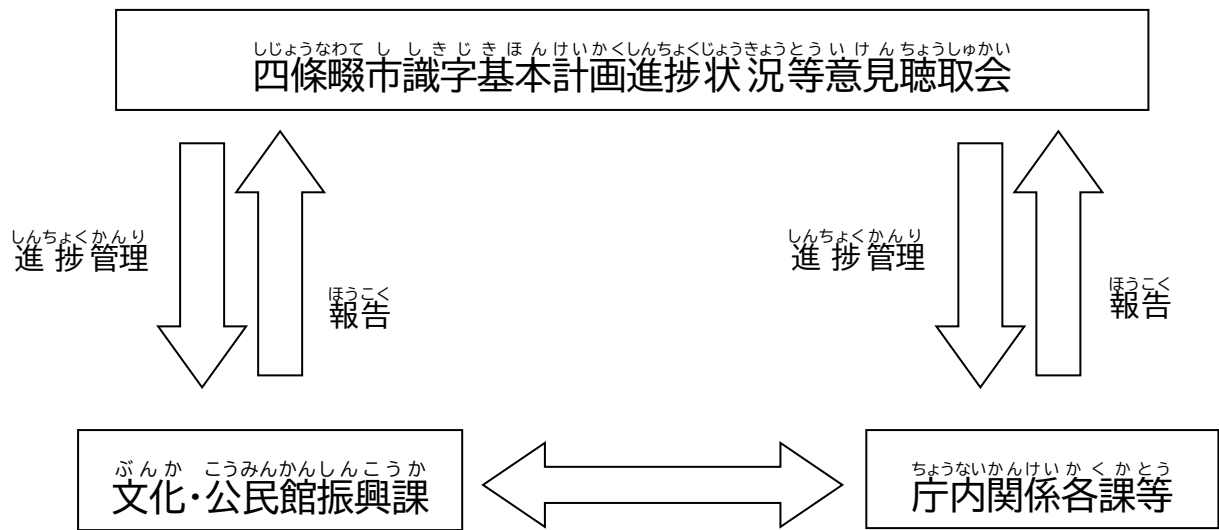 しじょうなわてししきじきほんけいかくしんちょくじょうきょうとういけんちょうしゅかい
四條畷市識字基本計画進捗状況等意見聴取会
しんちょくかんり
進捗管理
ほうこく
報告
しんちょくかんり
進捗管理
ほうこく
報告
ぶんか こうみんかんしんこうか
文化・公民館振興課
ちょうないかんけいかくかとう
庁内関係各課等